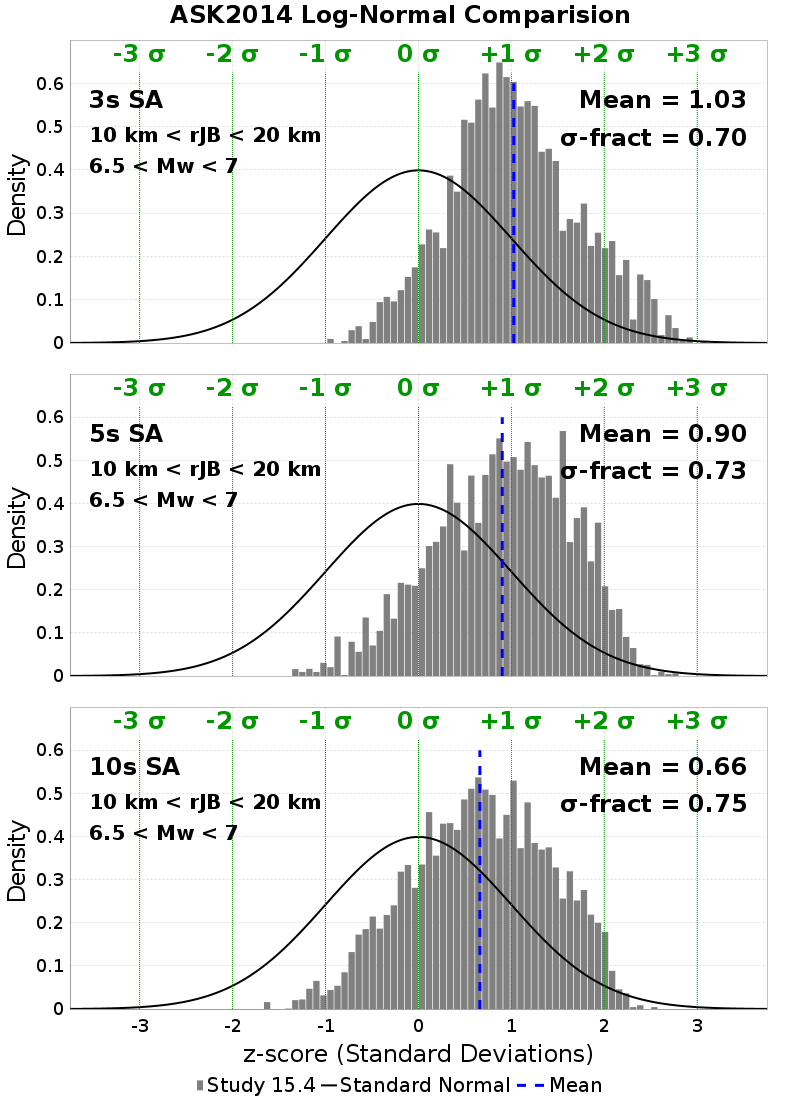 ASK2014 Log-Normal Comparision
-3 σ -2 σ -1 σ 0 σ +1 σ +2 σ +3 σ
3s SA
10 km < rJB < 20 km
6.5 < Mw < 7
Mean = 1.03
σ-fract = 0.70
Density
0.6
0.5
0.4
0.3
0.2
0.1
0
-3 σ -2 σ -1 σ 0 σ +1 σ +2 σ +3 σ
5s SA
10 km < rJB < 20 km
6.5 < Mw < 7
Mean = 0.90
σ-fract = 0.73
Density
0.6
0.5
0.4
0.3
0.2
0.1
0
-3 σ -2 σ -1 σ 0 σ +1 σ +2 σ +3 σ
10s SA
10 km < rJB < 20 km
6.5 < Mw < 7
Mean = 0.66
σ-fract = 0.75
Density
0.6
0.5
0.4
0.3
0.2
0.1
0
-3 -2 -1 0 1 2 3
z-score (Standard Deviations)
Study 15.4 Standard Normal Mean